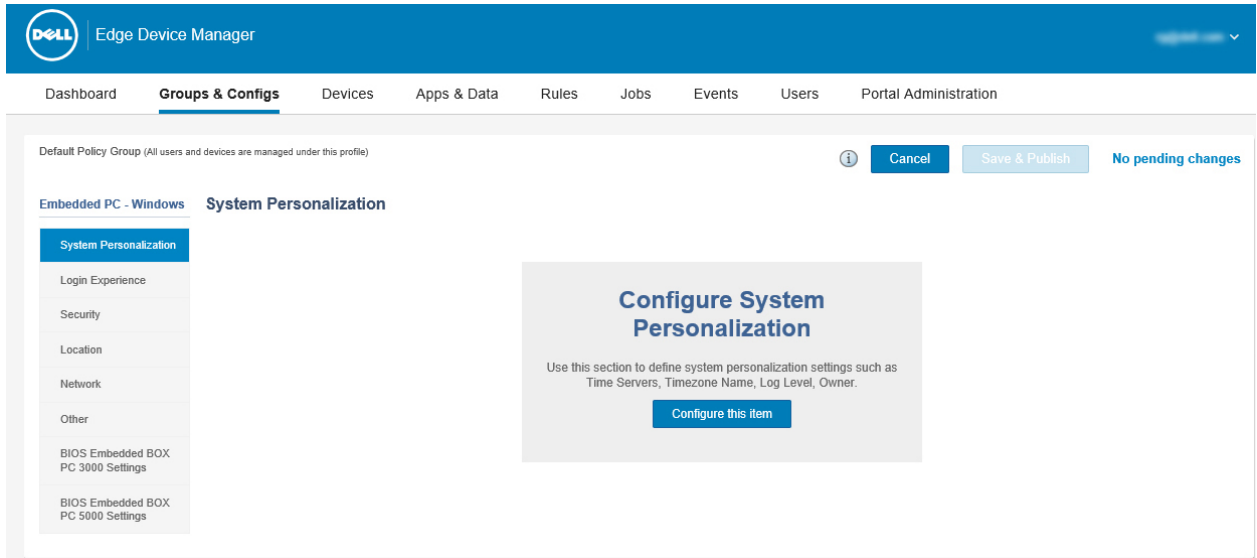 DELL
Edge Device Manager
Dashboard Groups & Configs Devices Apps & Data Rules Jobs Events Users Portal Administration
Default Policy Group (All users and devices are managed under this profile)
i Cancel Save & Publish No pending changes
Embedded PC - Windows
System Personalization
System Personalization
Login Experience
Security
Location
Network
Other
BIOS Embedded BOX
PC 3000 Settings
BIOS Embedded BOX
PC 5000 Settings
Configure System
Personalization
Use this section to define system personalization settings such as
Time Servers, Timezone Name, Log Level, Owner.
Configure this item